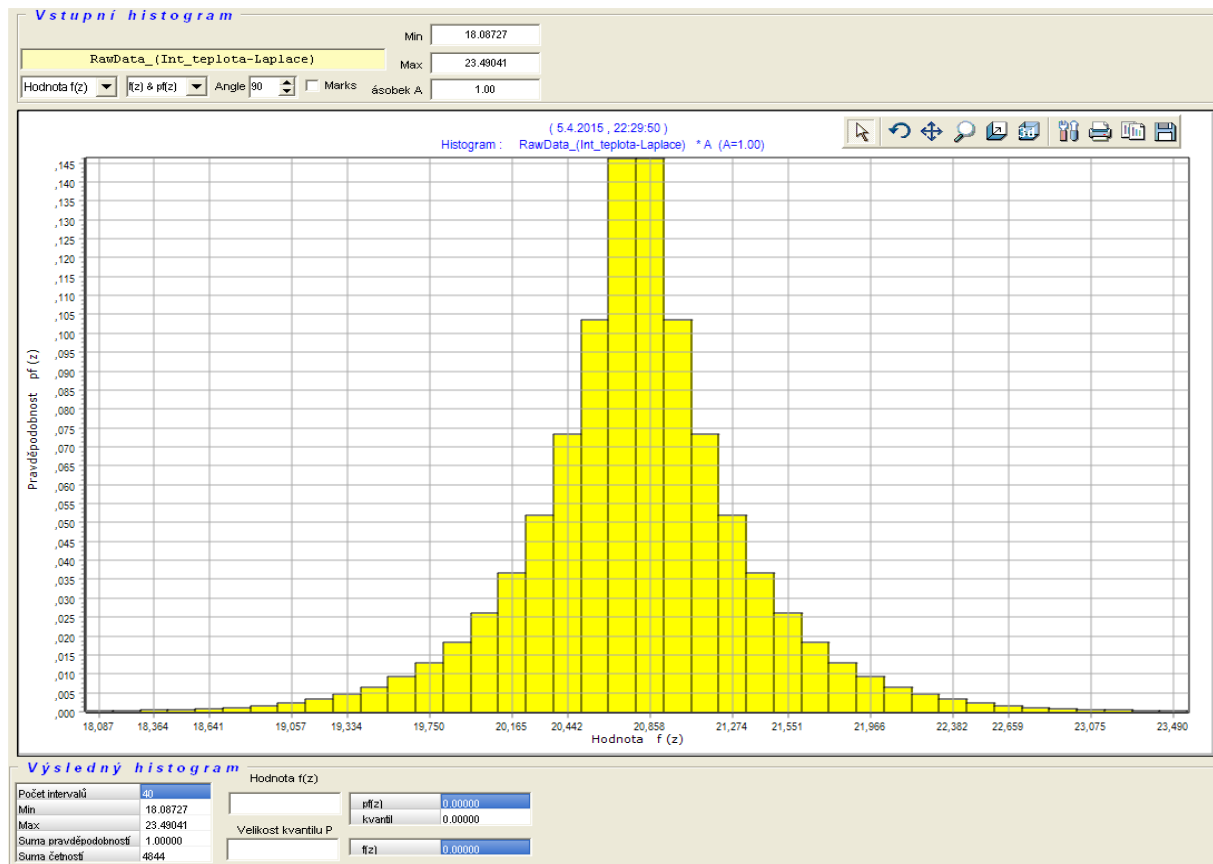 Vstupní histogram
Min 18.08727
RawData_(Int_teplota-Laplace)
Max 23.49041
Hodnota f(z) f(z) & pf(z) Angle 90 Marks ásobek A 1.00
( 5.4.2015 , 22:29:50 )
Histogram : RawData_(Int_teplota-Laplace) * A (A=1.00)
,145
,140
,135
,130
,125
,120
,115
,110
,105
,100
,095
,090
,085
,080
,075
,070
,065
,060
,055
,050
,045
,040
,035
,030
,025
,020
,015
,010
,005
,000
Pravděpodobnost pf (z)
18,087 18,364 18,641 19,057 19,334 19,750 20,165 20,442 20,858 21,274 21,551 21,966 22,382 22,659 23,075 23,490
Hodnota f (z)
Výsledný histogram
Počet intervalů 40
Min 18.08727
Max 23.49041
Suma pravděpodobností 1.00000
Suma četností 4844
Hodnota f(z)
Velikost kvantilu P
pf(z) 0.00000
kvantil 0.00000
f(z) 0.00000